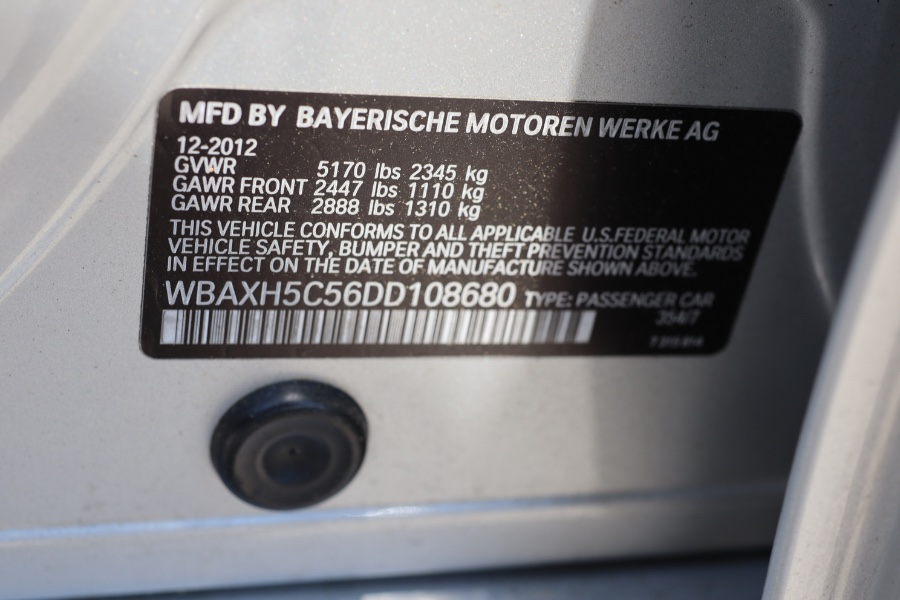 MFD BY BAYERISCHE MOTOREN WERKE AG
12-2012
GVWR 5170 lbs 2345 kg
GAWR FRONT 2447 lbs 1110 kg
GAWR REAR 2888 lbs 1310 kg
THIS VEHICLE CONFORMS TO ALL APPLICABLE U.S.FEDERAL MOTOR
VEHICLE SAFETY, BUMPER AND THEFT PREVENTION STANDARDS
IN EFFECT ON THE DATE OF MANUFACTURE SHOWN ABOVE.
WBAXH5C56DD108680 TYPE: PASSENGER CAR
354/7